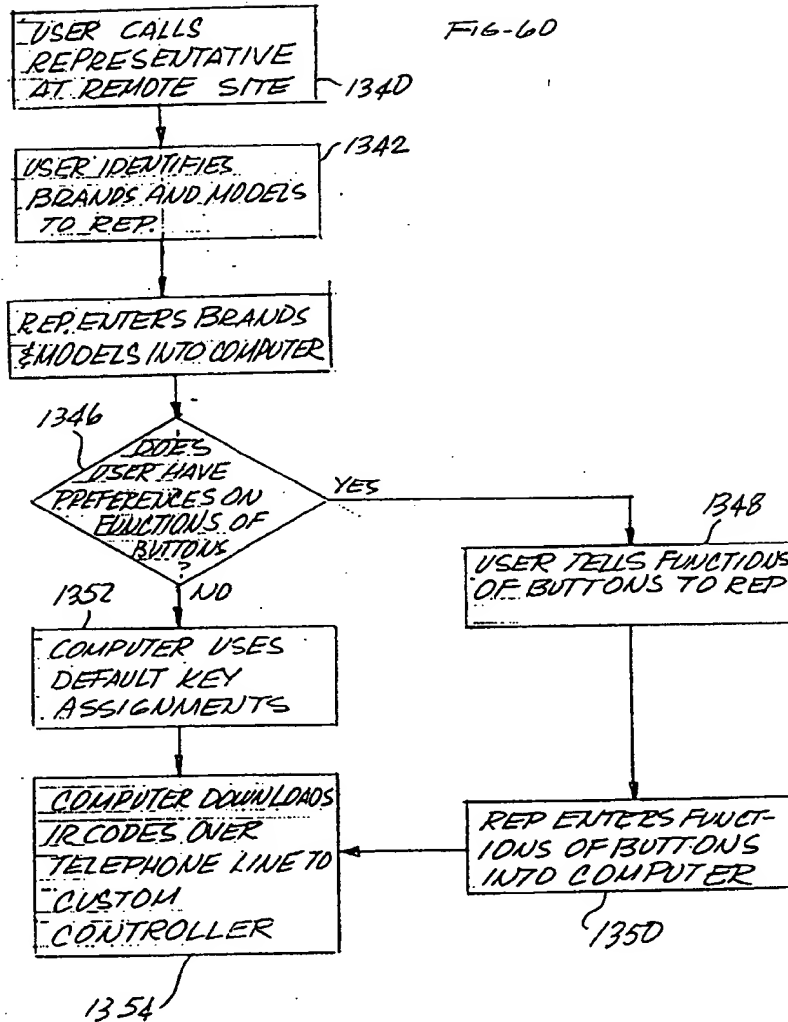 FIG-60
USER CALLS
REPRESENTATIVE
AT REMOTE SITE
1340
1342
USER IDENTIFIES
BRANDS AND MODELS
TO REP.
REP. ENTERS BRANDS
& MODELS INTO COMPUTER
1346
DOES
USER HAVE
PREFERENCES ON
FUNCTIONS OF
BUTTONS
?
YES
NO
1348
USER TELLS FUNCTIONS
OF BUTTONS TO REP
1352
COMPUTER USES
DEFAULT KEY
ASSIGNMENTS
COMPUTER DOWNLOADS
IR CODES OVER
TELEPHONE LINE TO
CUSTOM
CONTROLLER
1354
REP ENTERS FUNCT-
IONS OF BUTTONS
INTO COMPUTER
1350